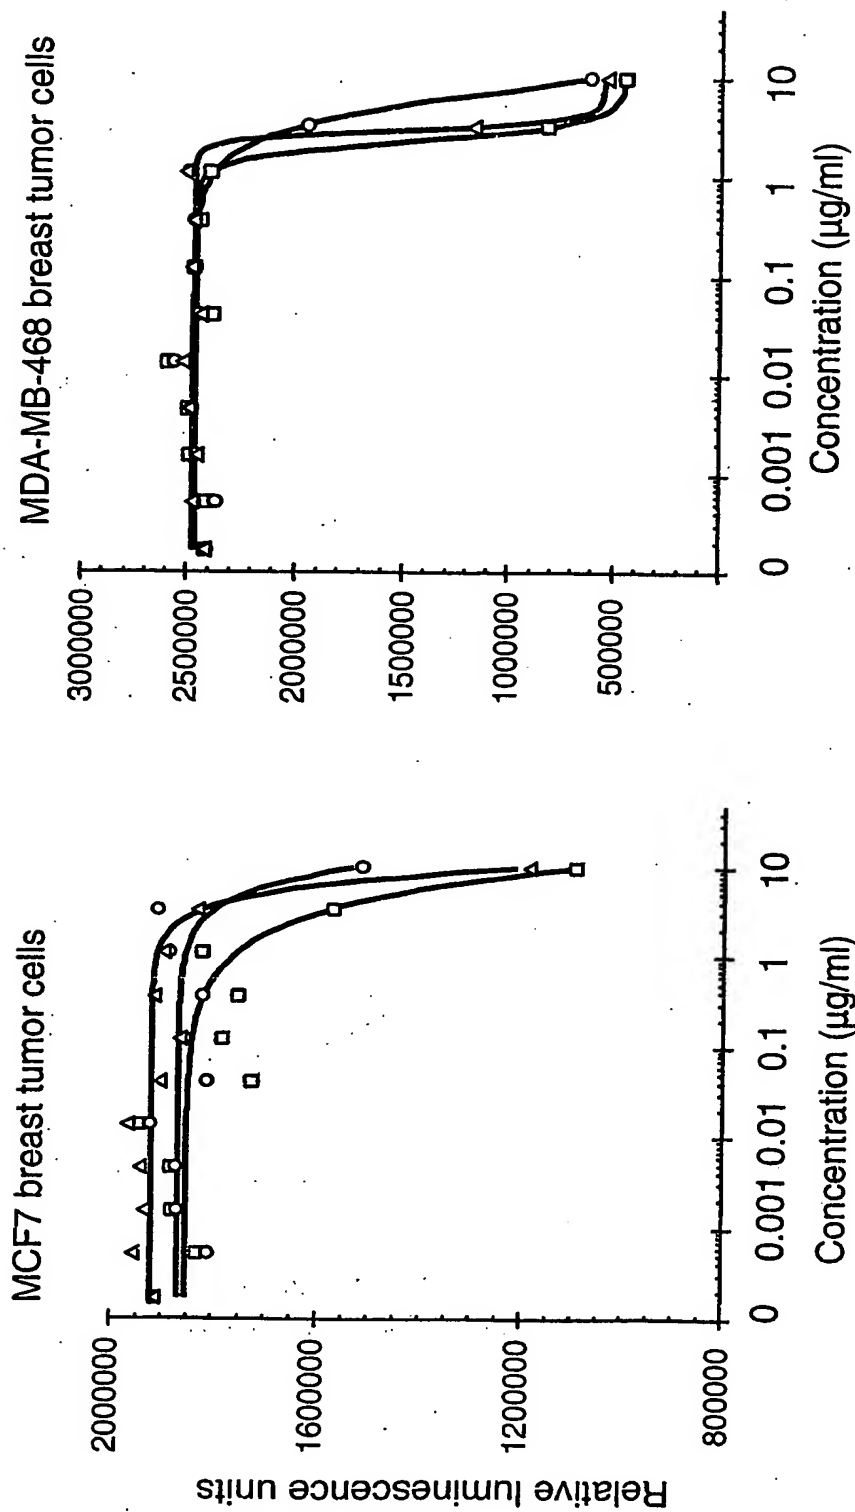 MCF7 breast tumor cells
Relative luminescence units
2000000
1600000
1200000
800000
0 0.001 0.01 0.1 1 10
Concentration (µg/ml)
MDA-MB-468 breast tumor cells
3000000
2500000
2000000
1500000
1000000
5000000
0 0.001 0.01 0.1 1 10
Concentration (µg/ml)